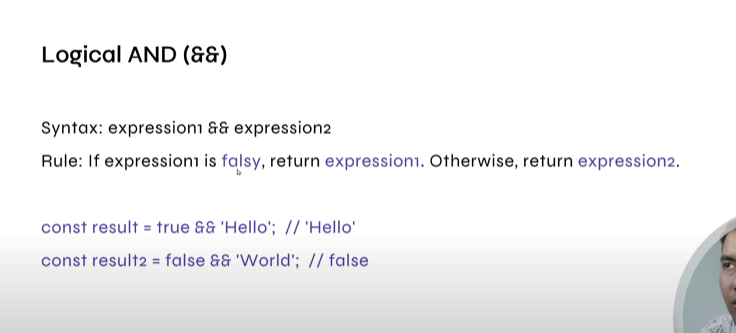 Logical AND (&&)
Syntax: expression1 && expression2
Rule: If expression1 is falsy, return expression1. Otherwise, return expression2.
const result = true && 'Hello'; // 'Hello'
const result2 = false && 'World'; // false